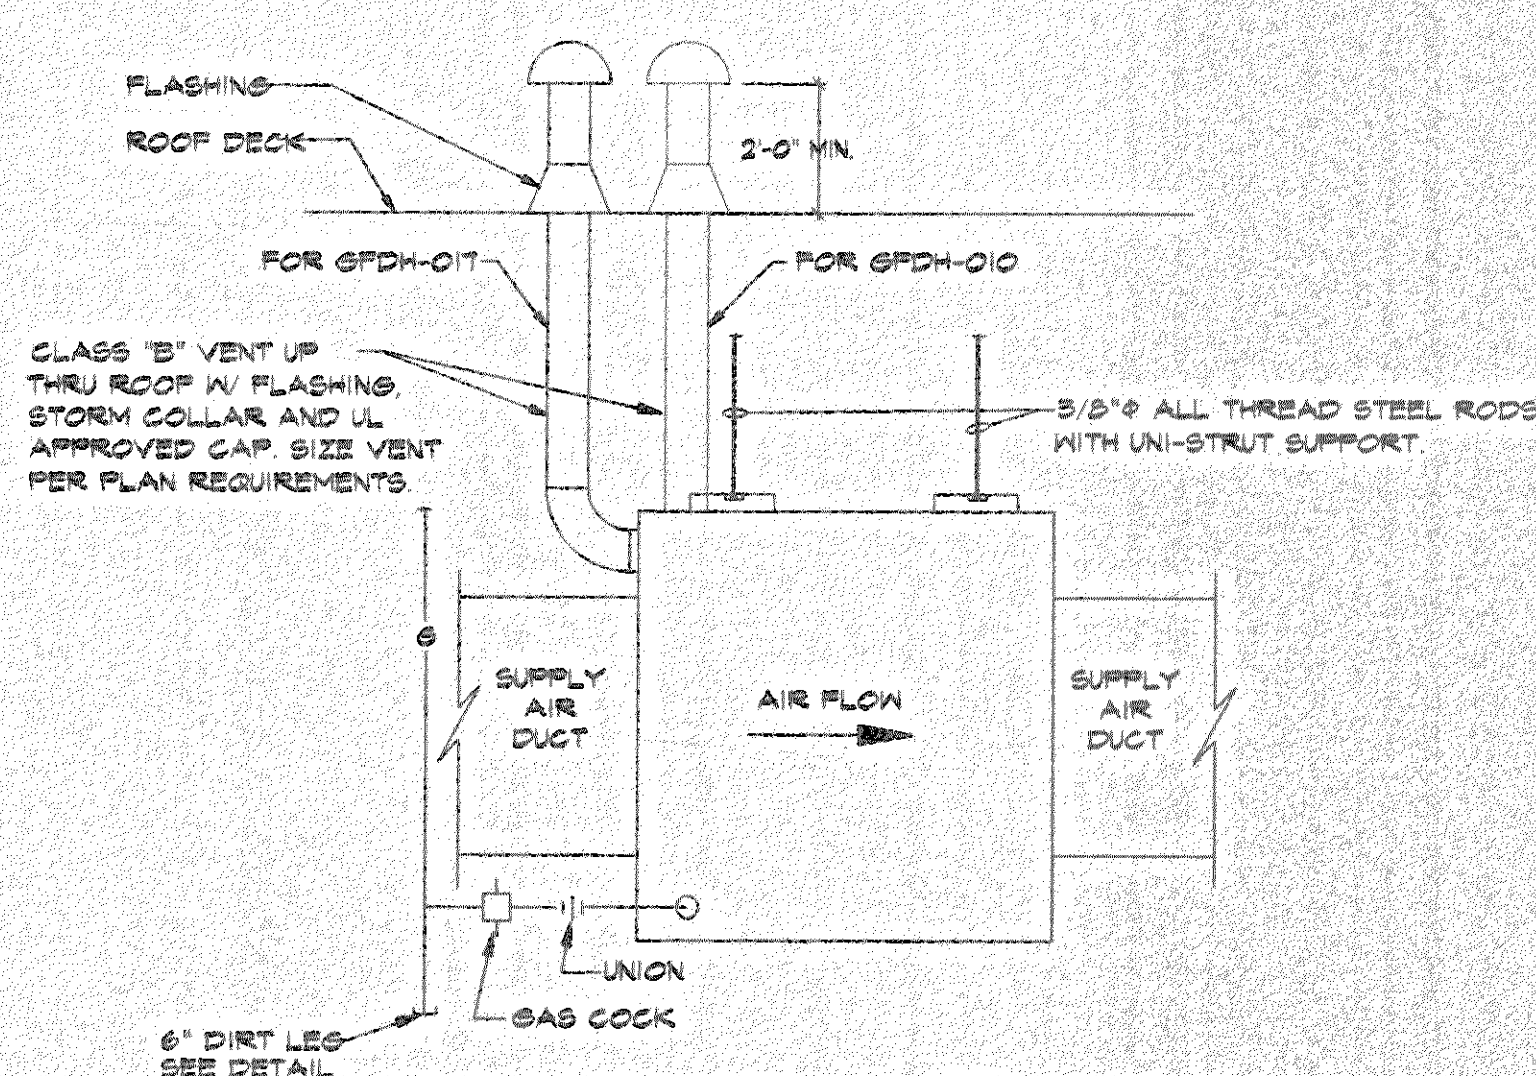 FLASHING
ROOF DECK
2'-0" MIN.
FOR GFDH-017
FOR GFDH-010
CLASS "B" VENT UP
THRU ROOF W/ FLASHING,
STORM COLLAR AND UL
APPROVED CAP. SIZE VENT
PER PLAN REQUIREMENTS.
3/8"Φ ALL THREAD STEEL RODS
WITH UNI-STRUT SUPPORT.
G
SUPPLY
AIR
DUCT
AIR FLOW
SUPPLY
AIR
DUCT
UNION
GAS COCK
6" DIRT LEG
SEE DETAIL